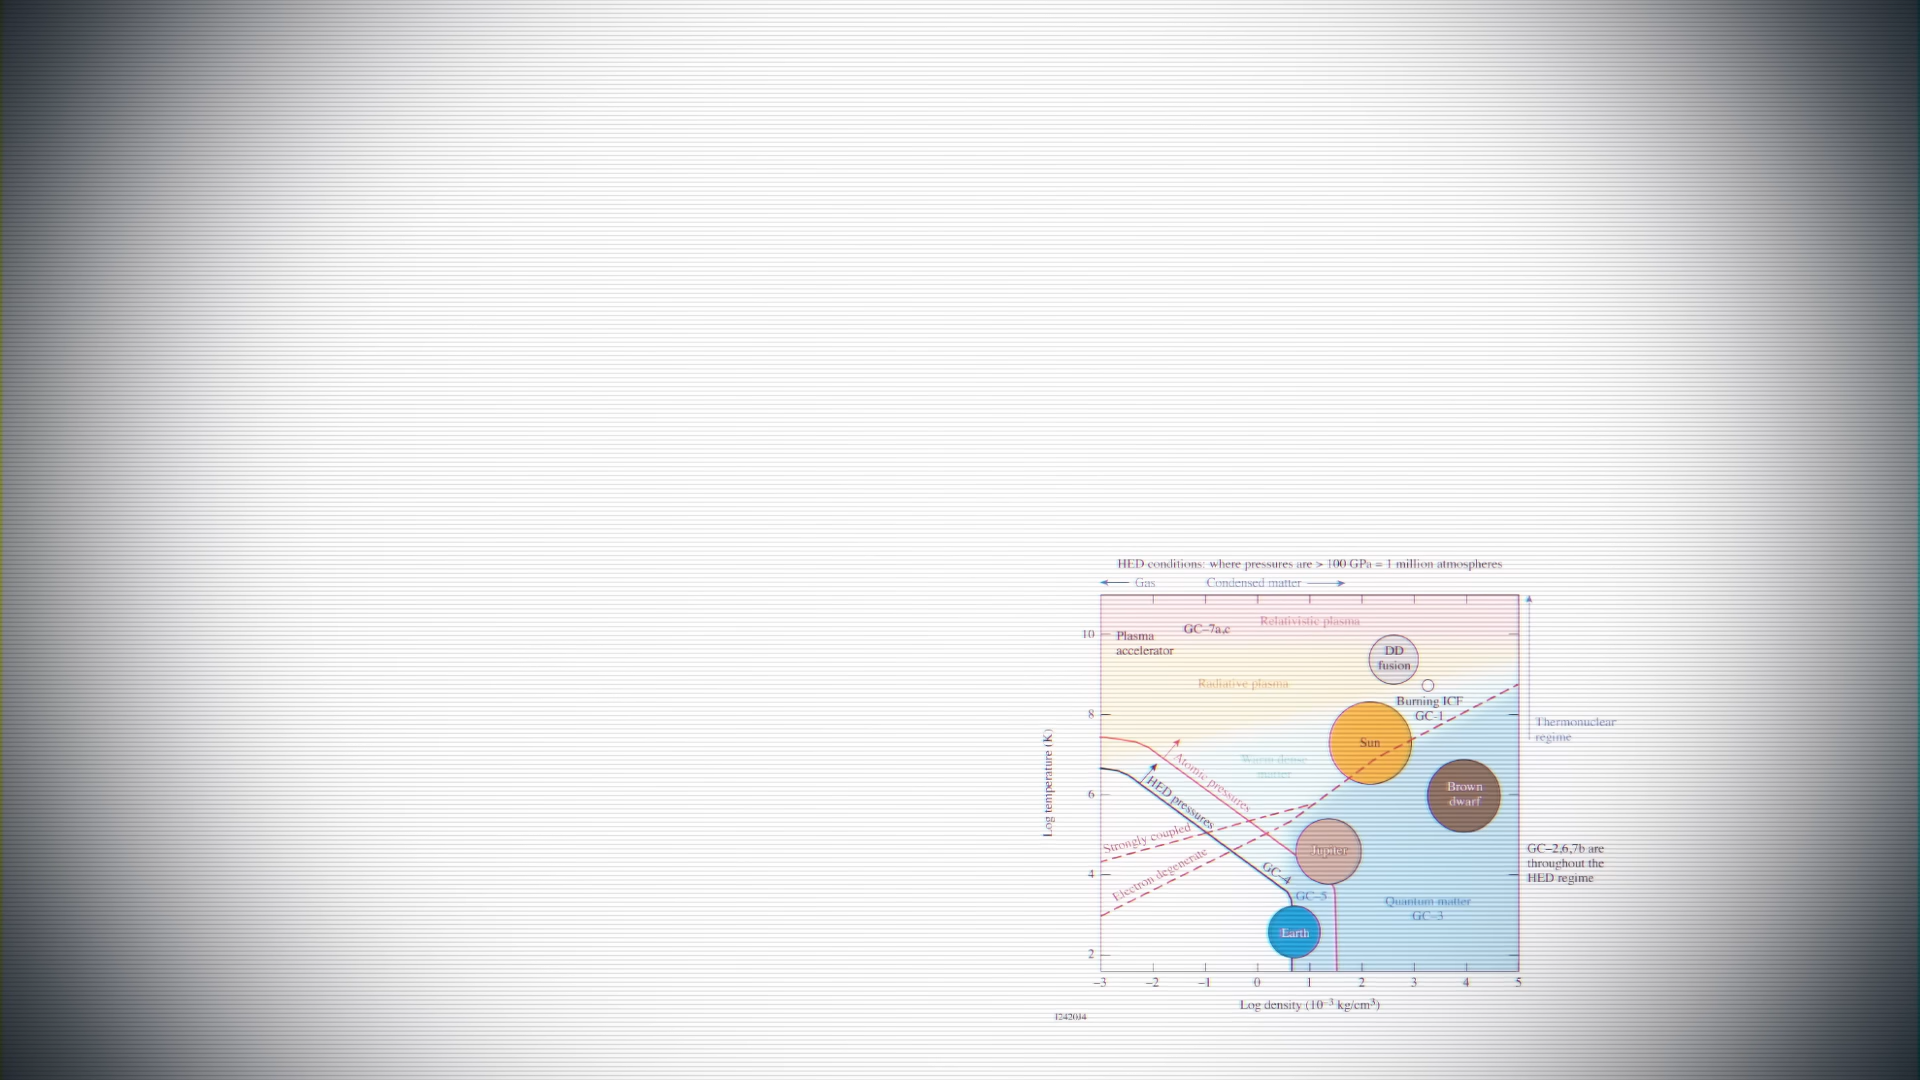 HED conditions: where pressures are > 100 GPa = 1 million atmospheres
Gas
Condensed matter
Relativistic plasma
GC–7a,c
Plasma
accelerator
DD
fusion
Radiative plasma
Burning ICF
GC-1
Thermonuclear
regime
Sun
Warm dense
matter
Atomic pressures
HED pressures
Brown
dwarf
Strongly coupled
Electron degenerate
Jupiter
GC–4
GC–5
GC–2,6,7b are
throughout the
HED regime
Quantum matter
GC–3
Earth
10
8
6
4
2
Log temperature (K)
–3 –2 –1 0 1 2 3 4 5
Log density (10⁻³ kg/cm³)
I2420J4